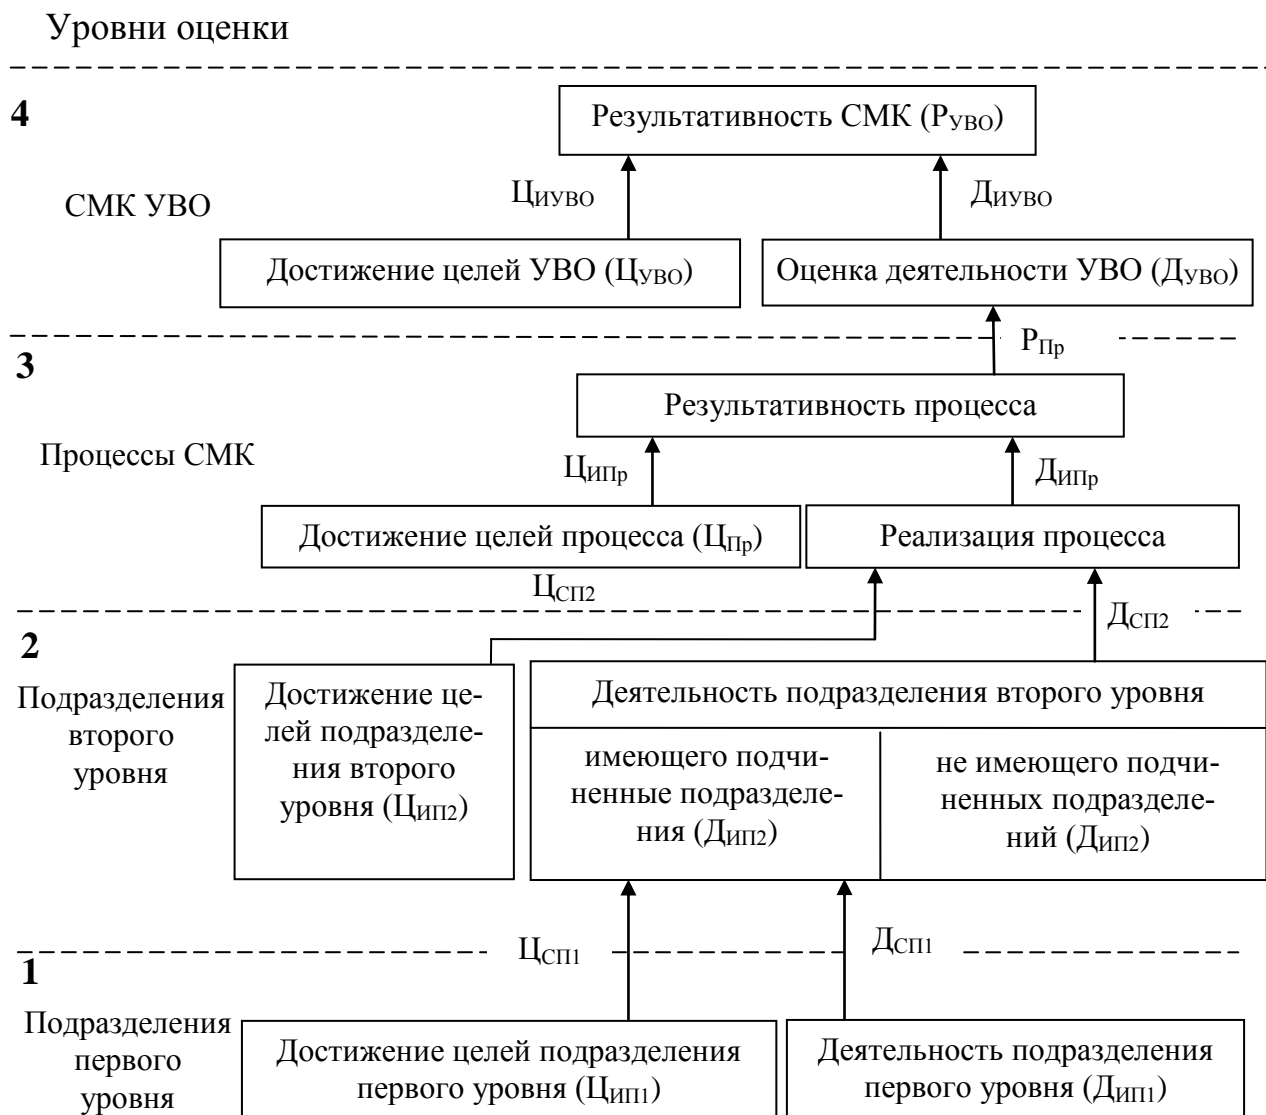 Уровни оценки
4
Результативность СМК (РУВО)
ЦИУВО
ДИУВО
СМК УВО
Достижение целей УВО (ЦУВО)
Оценка деятельности УВО (ДУВО)
РПр
3
Результативность процесса
Процессы СМК
ЦИПр
ДИПр
Достижение целей процесса (ЦПр)
Реализация процесса
ЦСП2
ДСП2
2
Подразделения
второго
уровня
Достижение це-
лей подразделе-
ния второго
уровня (ЦИП2)
Деятельность подразделения второго уровня
имеющего подчи-
ненные подразделе-
ния (ДИП2)
не имеющего подчи-
ненных подразделе-
ний (ДИП2)
ЦСП1
ДСП1
1
Подразделения
первого
уровня
Достижение целей подразделения
первого уровня (ЦИП1)
Деятельность подразделения
первого уровня (ДИП1)